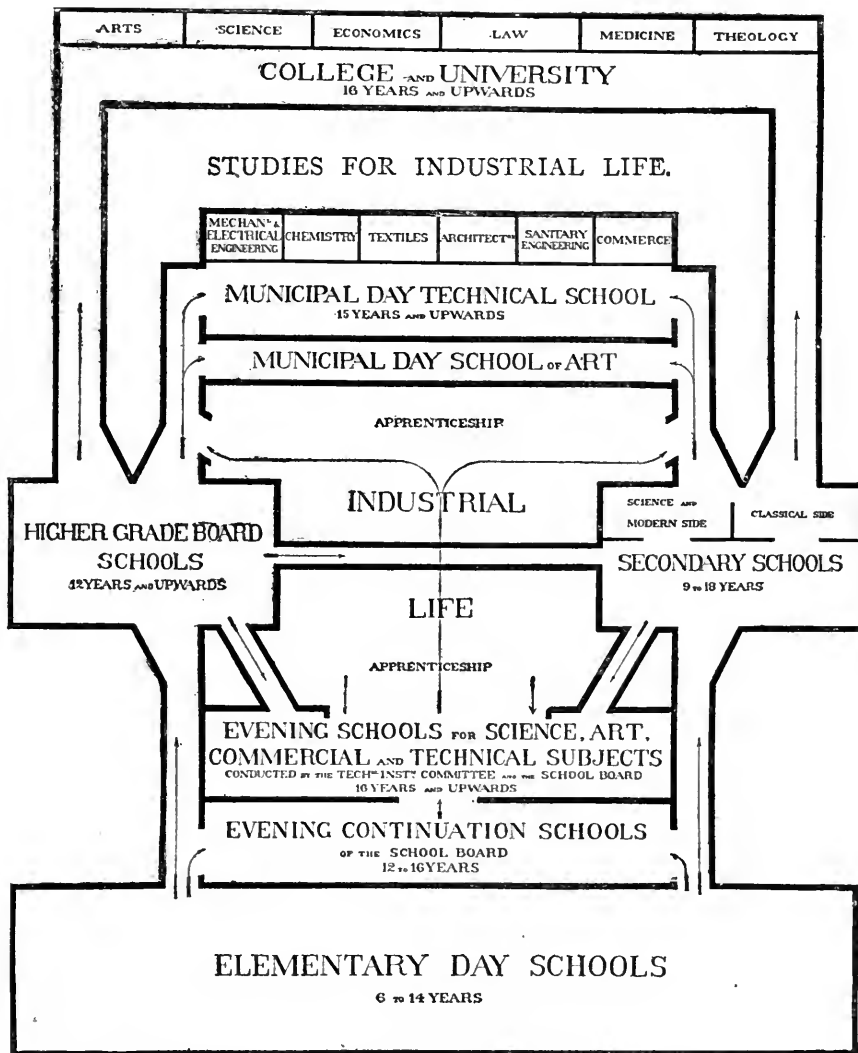 ARTS SCIENCE ECONOMICS LAW MEDICINE THEOLOGY
COLLEGE AND UNIVERSITY
16 YEARS AND UPWARDS
STUDIES FOR INDUSTRIAL LIFE.
MECHANL &
ELECTRICAL
ENGINEERING
CHEMISTRY
TEXTILES
ARCHITECTRE
SANITARY
ENGINEERING
COMMERCE
MUNICIPAL DAY TECHNICAL SCHOOL
15 YEARS AND UPWARDS
MUNICIPAL DAY SCHOOL OF ART
APPRENTICESHIP
INDUSTRIAL
HIGHER GRADE BOARD
SCHOOLS
12 YEARS AND UPWARDS
SCIENCE AND
MODERN SIDE
CLASSICAL SIDE
SECONDARY SCHOOLS
9 TO 18 YEARS
LIFE
APPRENTICESHIP
EVENING SCHOOLS FOR SCIENCE, ART,
COMMERCIAL AND TECHNICAL SUBJECTS
CONDUCTED BY THE TECHL INSTN COMMITTEE AND THE SCHOOL BOARD
16 YEARS AND UPWARDS
EVENING CONTINUATION SCHOOLS
OF THE SCHOOL BOARD
12 TO 16 YEARS
ELEMENTARY DAY SCHOOLS
6 TO 14 YEARS